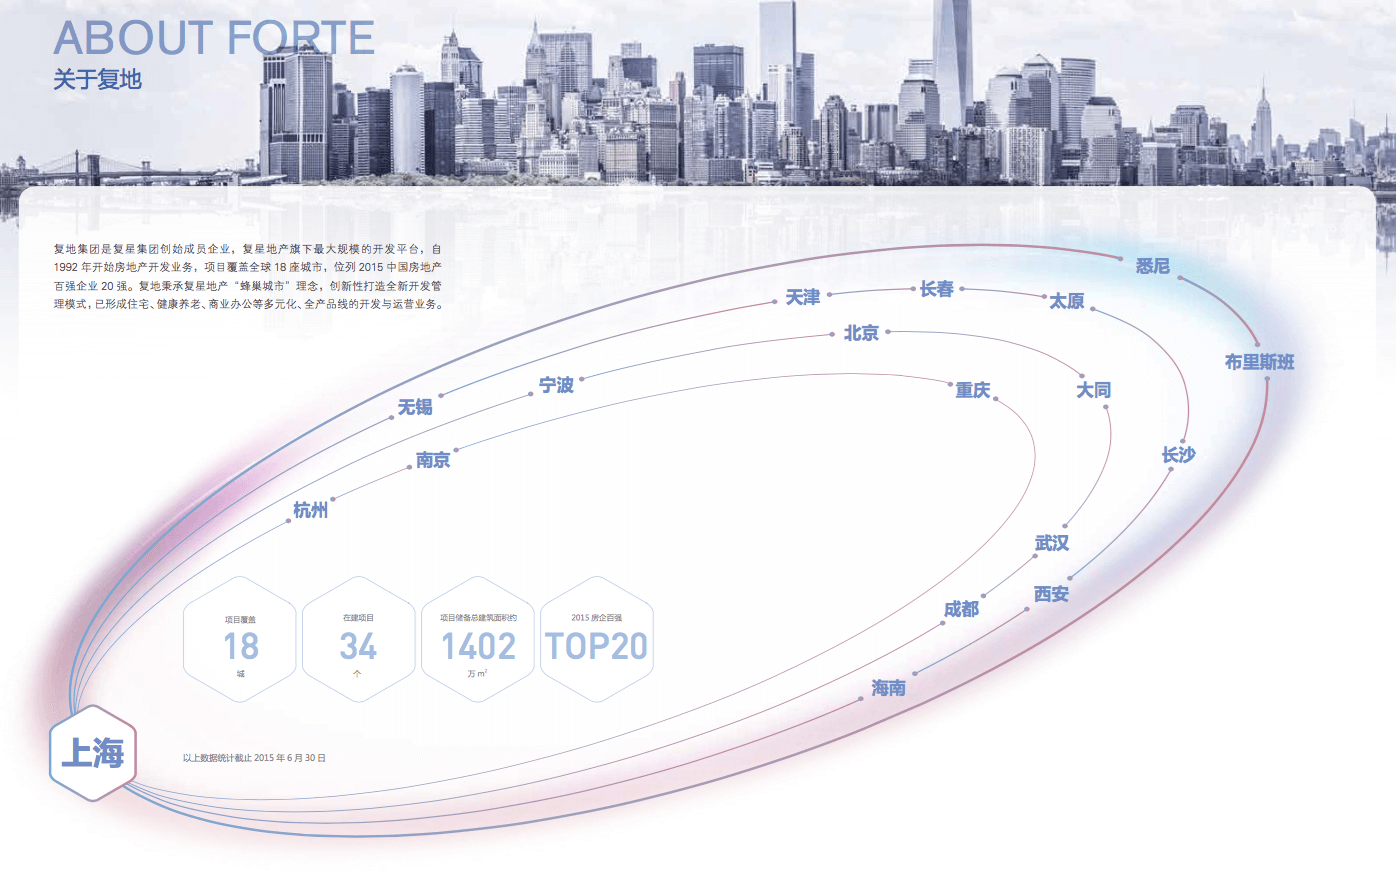 ABOUT FORTE
关于复地
复地集团是复星集团创始成员企业，复星地产旗下最大规模的开发平台，自
1992 年开始房地产开发业务，项目覆盖全球 18 座城市，位列 2015 中国房地产
百强企业 20 强。复地秉承复星地产“蜂巢城市”理念，创新性打造全新开发管
理模式，已形成住宅、健康养老、商业办公等多元化、全产品线的开发与运营业务。
悉尼
天津
长春
太原
北京
布里斯班
宁波
重庆
大同
无锡
南京
长沙
杭州
武汉
西安
成都
海南
项目覆盖
18
城
在建项目
34
个
项目储备总建筑面积约
1402
万 m²
2015 房企百强
TOP20
上海
以上数据统计截止 2015 年 6 月 30 日